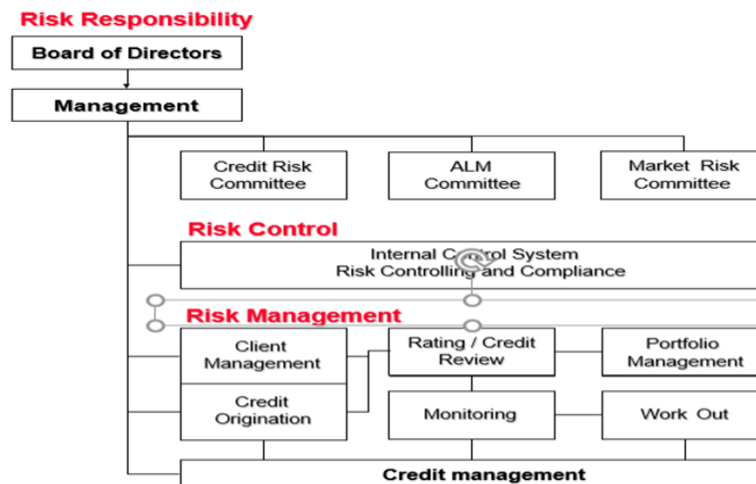 Risk Responsibility
Board of Directors
Management
Credit Risk
Committee
ALM
Committee
Market Risk
Committee
Risk Control
Internal Control System
Risk Controlling and Compliance
Risk Management
Client
Management
Rating / Credit
Review
Portfolio
Management
Credit
Origination
Monitoring
Work Out
Credit management